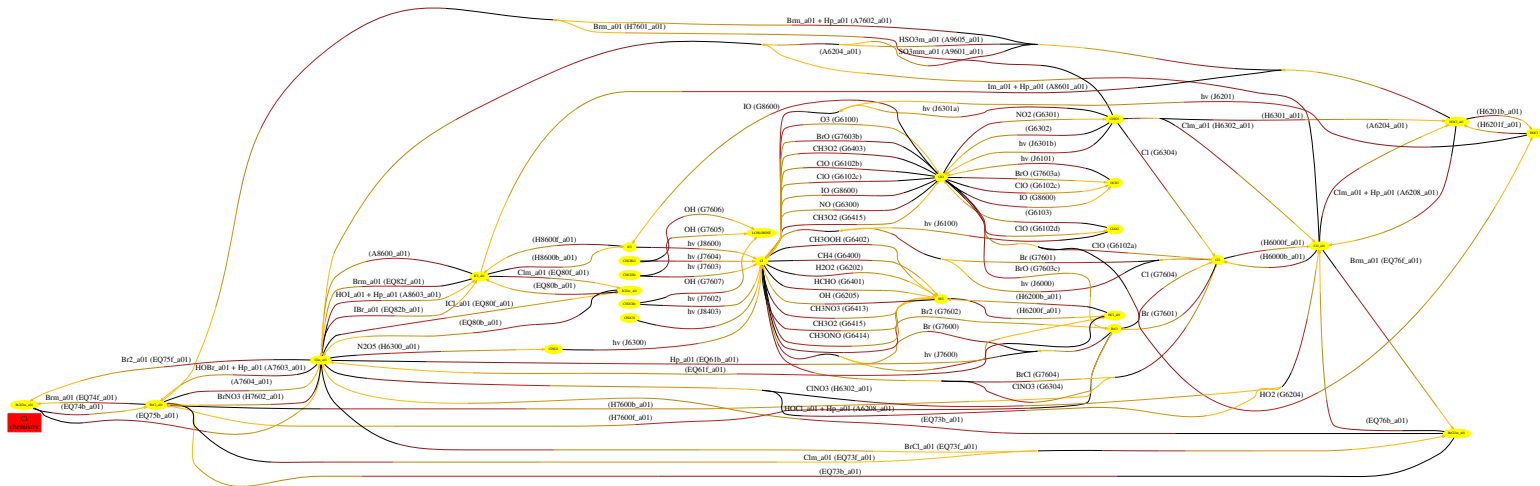 Brm_a01 + Hp_a01 (A7602_a01)
Brm_a01 (H7601_a01)
HSO3m_a01 (A9605_a01)
(A6204_a01)
SO3mm_a01 (A9601_a01)
Im_a01 + Hp_a01 (A8601_a01)
hv (J6201)
IO (G8600)
hv (J6301a)
(H6201b_a01)
O3 (G6100)
NO2 (G6301)
(H6301_a01)
(H6201f_a01)
Clm_a01 (H6302_a01)
(A6204_a01)
BrO (G7603b)
(G6302)
CH3O2 (G6403)
hv (J6301b)
Cl (G6304)
ClO (G6102b)
hv (J6101)
ClO (G6102c)
BrO (G7603a)
ClO (G6102c)
Clm_a01 + Hp_a01 (A6208_a01)
OH (G7606)
IO (G8600)
IO (G8600)
NO (G6300)
(G6103)
OH (G7605)
CH3O2 (G6415)
ClO (G6102d)
(H8600f_a01)
hv (J8600)
hv (J6100)
ClO (G6102a)
(H6000f_a01)
(A8600_a01)
(H8600b_a01)
hv (J7604)
CH3OOH (G6402)
Br (G7601)
(H6000b_a01)
Brm_a01 (EQ76f_a01)
Clm_a01 (EQ80f_a01)
hv (J7603)
CH4 (G6400)
BrO (G7603c)
Cl (G7604)
Brm_a01 (EQ82f_a01)
(EQ80b_a01)
OH (G7607)
H2O2 (G6202)
hv (J6000)
HOI_a01 + Hp_a01 (A8603_a01)
hv (J7602)
HCHO (G6401)
ICl_a01 (EQ80f_a01)
IBr_a01 (EQ82b_a01)
hv (J8403)
OH (G6205)
(H6200b_a01)
CH3NO3 (G6413)
Br2 (G7602)
(H6200f_a01)
Br (G7601)
(EQ80b_a01)
CH3O2 (G6415)
Br (G7600)
CH3ONO (G6414)
N2O5 (H6300_a01)
hv (J6300)
Br2_a01 (EQ75f_a01)
Hp_a01 (EQ61b_a01)
hv (J7600)
HOBr_a01 + Hp_a01 (A7603_a01)
(EQ61f_a01)
BrCl (G7604)
(A7604_a01)
ClNO3 (H6302_a01)
ClNO3 (G6304)
HO2 (G6204)
Brm_a01 (EQ74f_a01)
BrNO3 (H7602_a01)
(EQ74b_a01)
(H7600b_a01)
HOCl_a01 + Hp_a01 (A6208_a01)
(EQ75b_a01)
(H7600f_a01)
(EQ73b_a01)
(EQ76b_a01)
Cl
chemistry
BrCl_a01 (EQ73f_a01)
Clm_a01 (EQ73f_a01)
(EQ73b_a01)